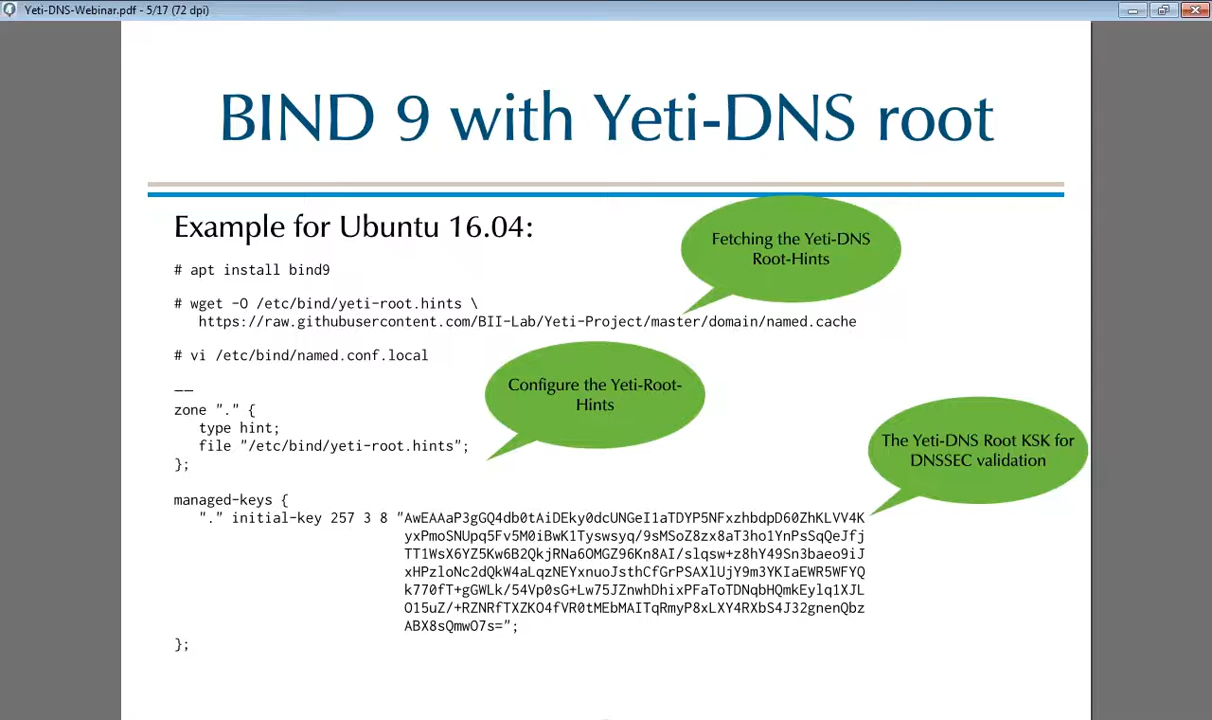 Yeti-DNS-Webinar.pdf - 5/17 (72 dpi)
BIND 9 with Yeti-DNS root
Example for Ubuntu 16.04:
Fetching the Yeti-DNS
Root-Hints
# apt install bind9
# wget -O /etc/bind/yeti-root.hints \
https://raw.githubusercontent.com/BII-Lab/Yeti-Project/master/domain/named.cache
# vi /etc/bind/named.conf.local
Configure the Yeti-Root-
Hints
——
zone "." {
type hint;
file "/etc/bind/yeti-root.hints";
};
The Yeti-DNS Root KSK for
DNSSEC validation
managed-keys {
"." initial-key 257 3 8 "AwEAAaP3gGQ4db0tAiDEky0dcUNGeI1aTDYP5NFxzhbdpD60ZhKLVV4K
yxPmoSNUpq5Fv5M0iBwK1Tyswsyq/9sMSoZ8zx8aT3ho1YnPsSqQeJfj
TT1WsX6YZ5Kw6B2QkjRNa6OMGZ96Kn8AI/slqsw+z8hY49Sn3baeo9iJ
xHPzloNc2dQkW4aLqzNEYxnuoJsthCfGrPSAXlUjY9m3YKIaEWR5WFYQ
k770fT+gGWLk/54Vp0sG+Lw75JZnwhDhixPFaToTDNqbHQmkEylq1XJL
O15uZ/+RZNRfTXZKO4fVR0tMEbMAITqRmyP8xLXY4RXbS4J32gnenQbz
ABX8sQmwO7s=";
};